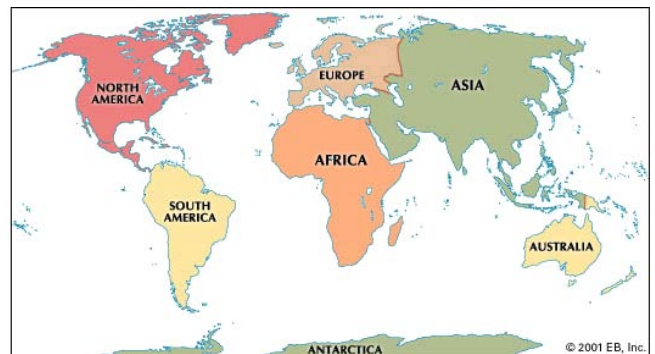 NORTH
AMERICA
EUROPE
ASIA
AFRICA
SOUTH
AMERICA
AUSTRALIA
ANTARCTICA
© 2001 EB, Inc.